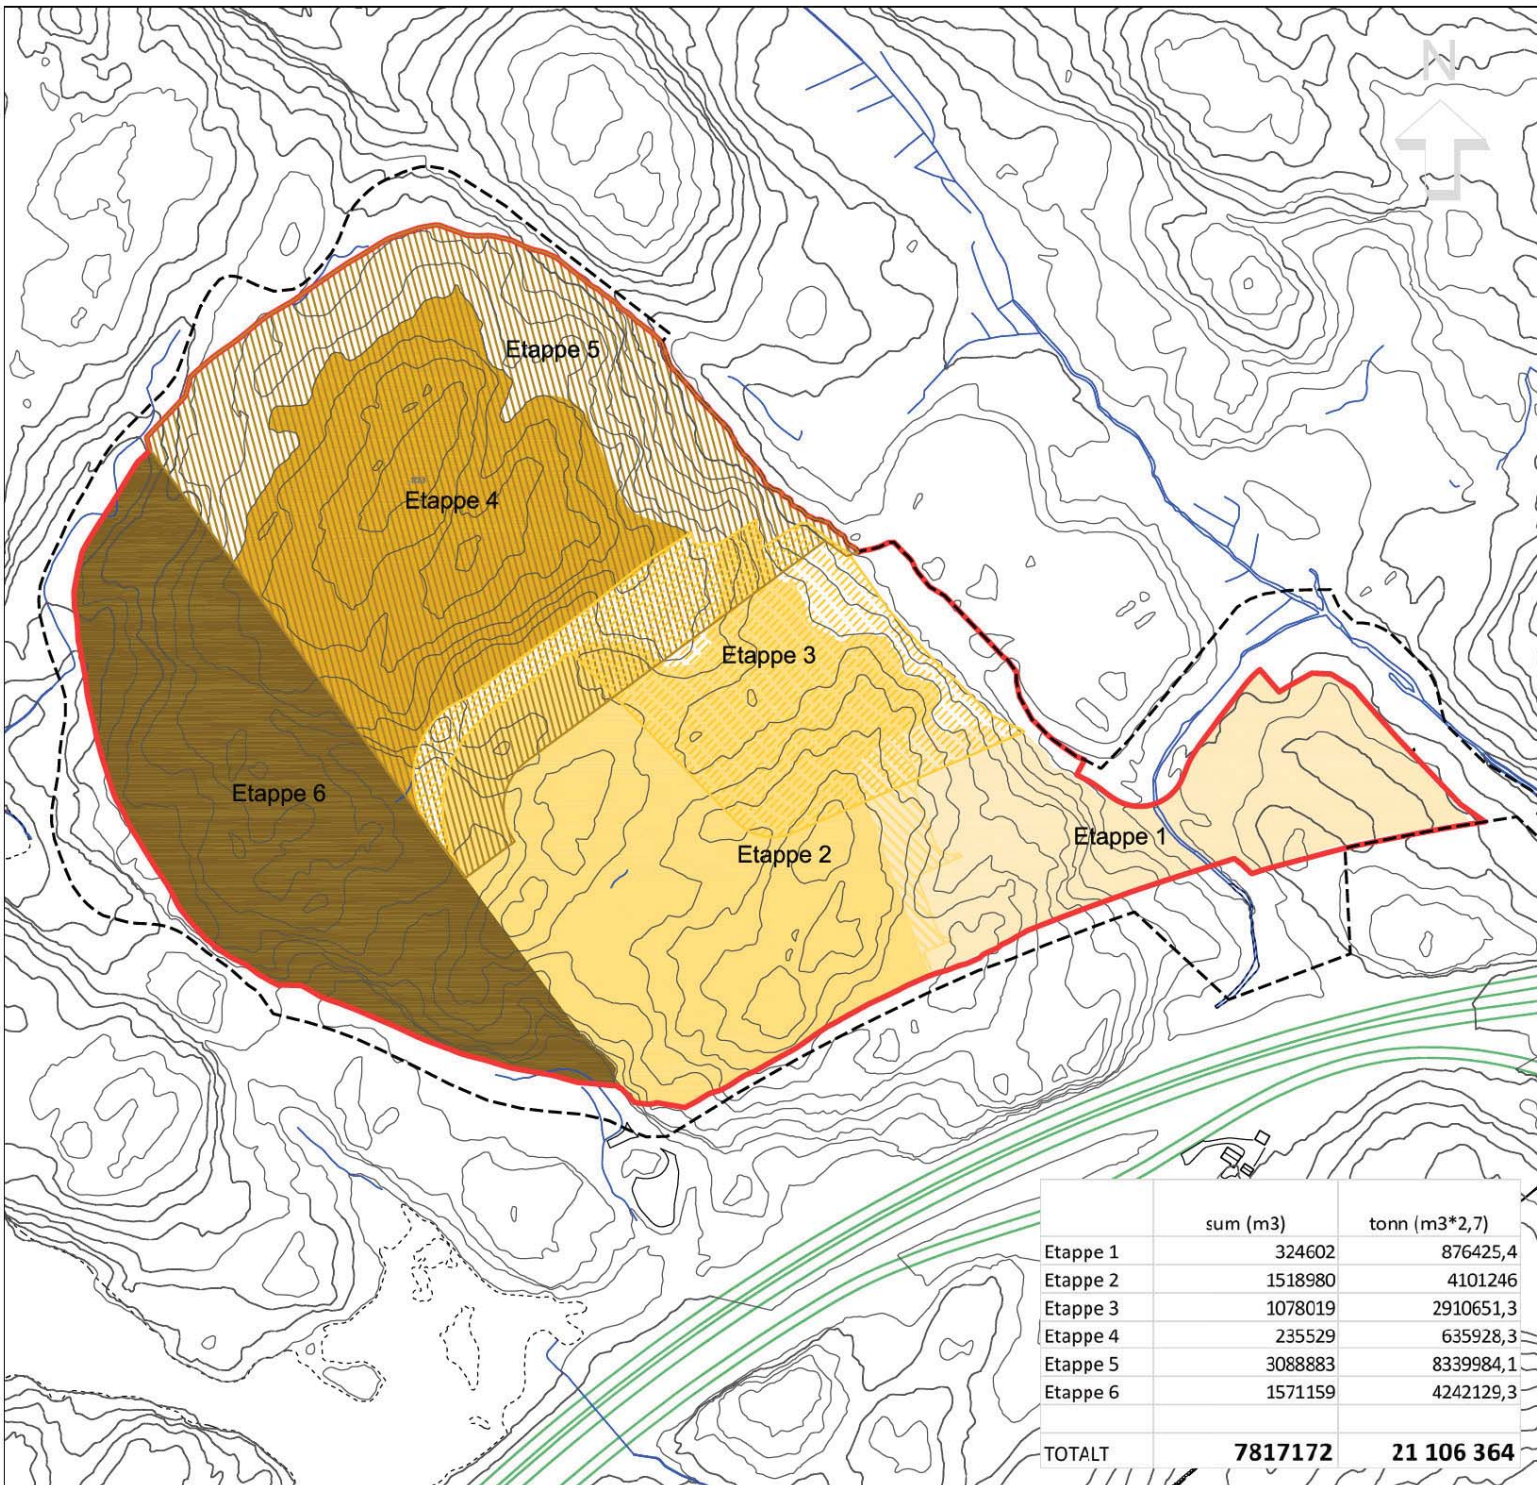 N
Etappe 5
Etappe 4
Etappe 3
Etappe 6
Etappe 1
Etappe 2
sum (m3) tonn (m3*2,7)
Etappe 1 324602 876425,4
Etappe 2 1518980 4101246
Etappe 3 1078019 2910651,3
Etappe 4 235529 635928,3
Etappe 5 3088883 8339984,1
Etappe 6 1571159 4242129,3
TOTALT 7817172 21 106 364